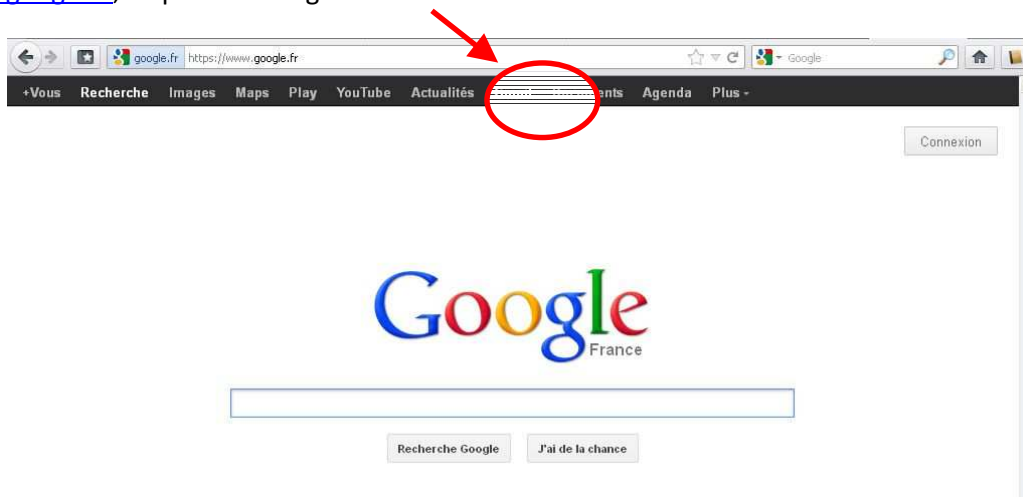 google.fr https://www.google.fr Google
+Vous Recherche Images Maps Play YouTube Actualités Agenda Plus
Connexion
Google
France
Recherche Google J'ai de la chance